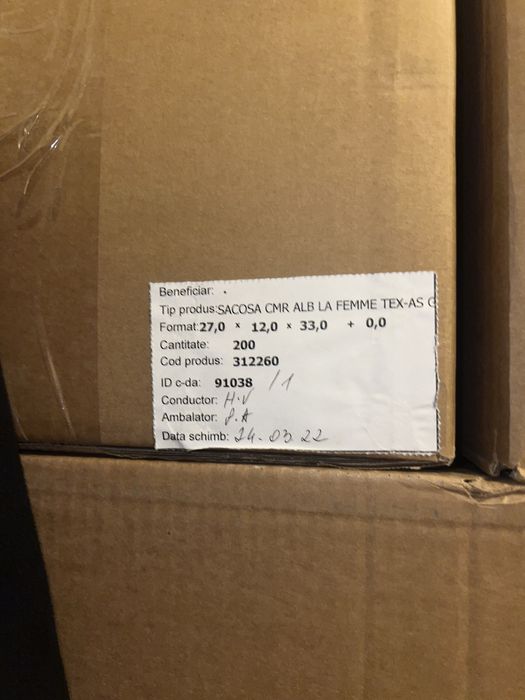 Beneficiar: .
Tip produs:SACOSA CMR ALB LA FEMME TEX-AS G
Format:27,0 x 12,0 x 33,0 + 0,0
Cantitate: 200
Cod produs: 312260
ID c-da: 91038 /1
Conductor: H.V
Ambalator: P.A
Data schimb: 24.03.22